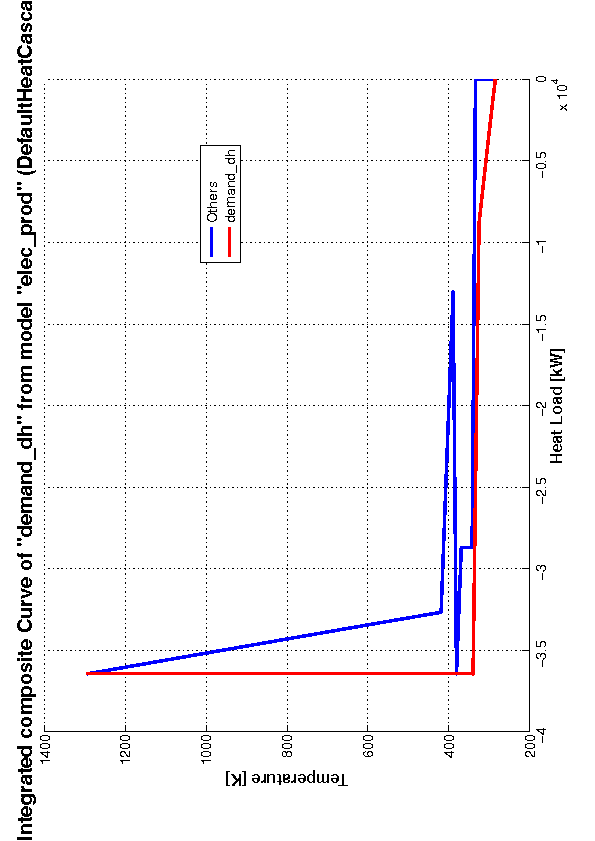 Integrated composite Curve of "demand_dh" from model "elec_prod" (DefaultHeatCasca
Others
demand_dh
1400
1200
1000
800
600
400
200
Temperature [K]
-4
-3.5
-3
-2.5
-2
-1.5
-1
-0.5
0
x 10^4
Heat Load [kW]